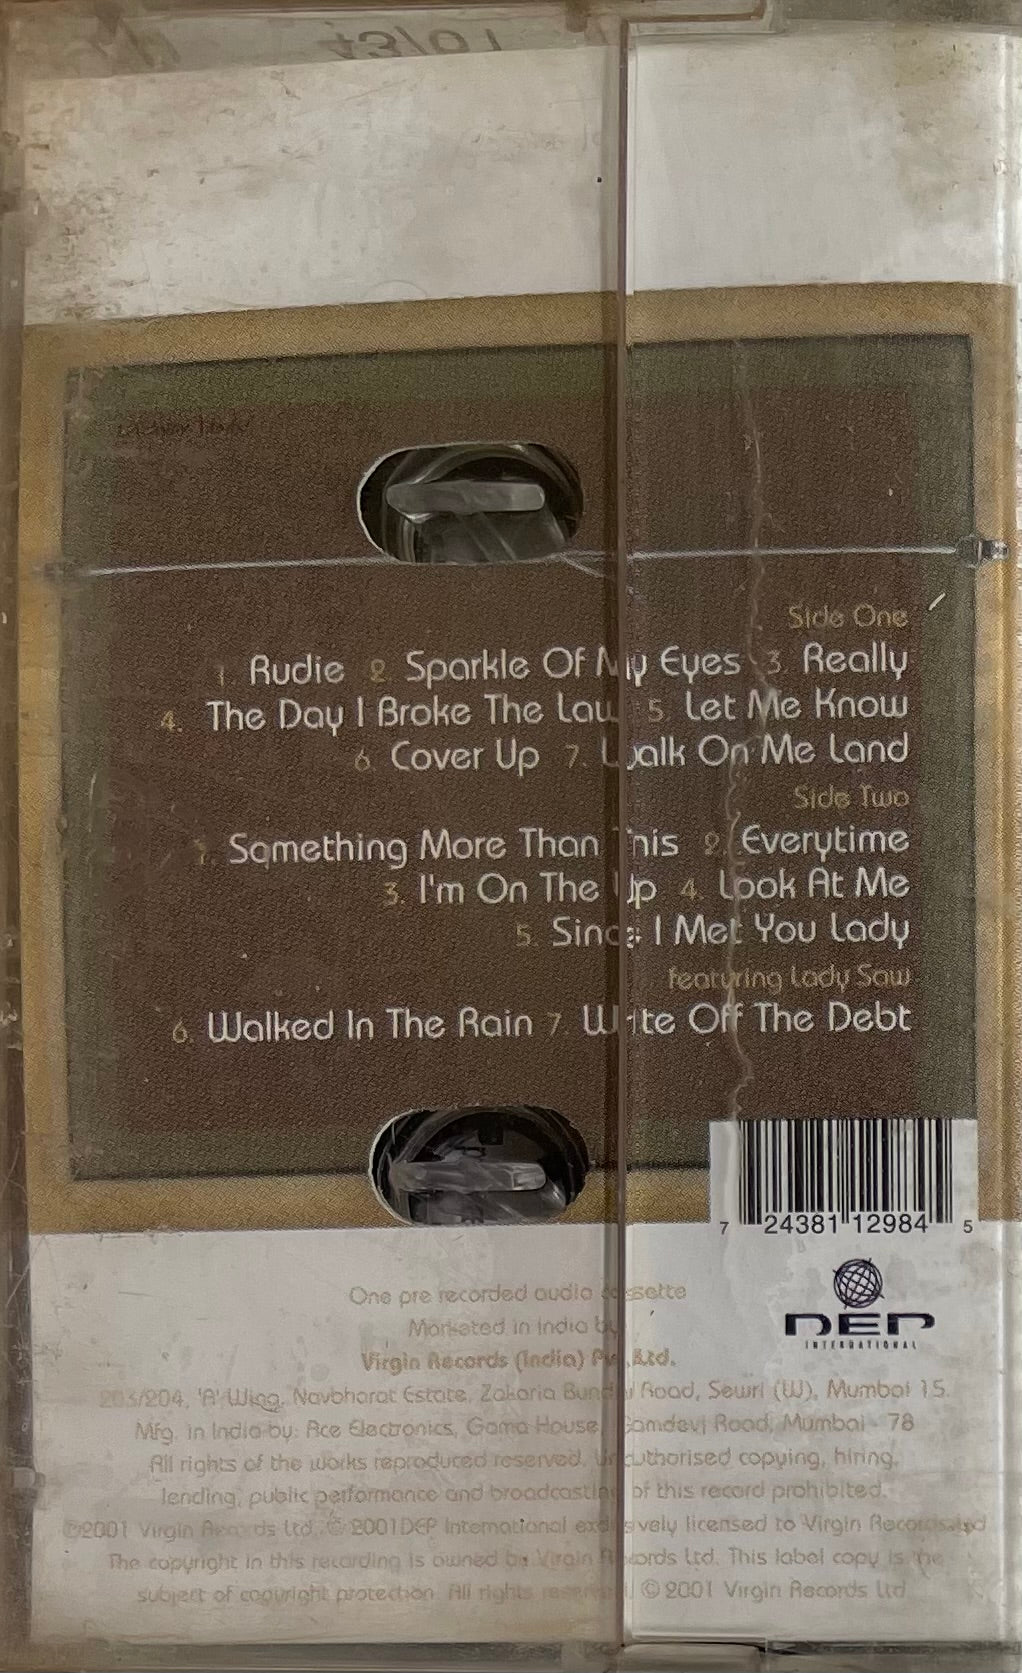 43/01
Side One
1. Rudie 2. Sparkle Of My Eyes 3. Really
4. The Day I Broke The Law 5. Let Me Know
6. Cover Up 7. Walk On Me Land
Side Two
1. Something More Than This 2. Everytime
3. I'm On The Up 4. Look At Me
5. Since I Met You Lady
featuring Lady Saw
6. Walked In The Rain 7. Write Off The Debt
7 24381 12984 5
DEP
INTERNATIONAL
One pre recorded audio cassette
Marketed in India by
Virgin Records (India) Pvt. Ltd.
203/204, 'A' Wing, Navbharat Estate, Zakaria Bunder Road, Sewri (W), Mumbai 15.
Mfg. in India by: Ace Electronics, Gama House, Gamdevi Road, Mumbai - 78
All rights of the works reproduced reserved. Unauthorised copying, hiring,
lending, public performance and broadcasting of this record prohibited.
℗2001 Virgin Records Ltd. © 2001 DEP International exclusively licensed to Virgin Records Ltd
The copyright in this recording is owned by Virgin Records Ltd. This label copy is the
subject of copyright protection. All rights reserved. © 2001 Virgin Records Ltd